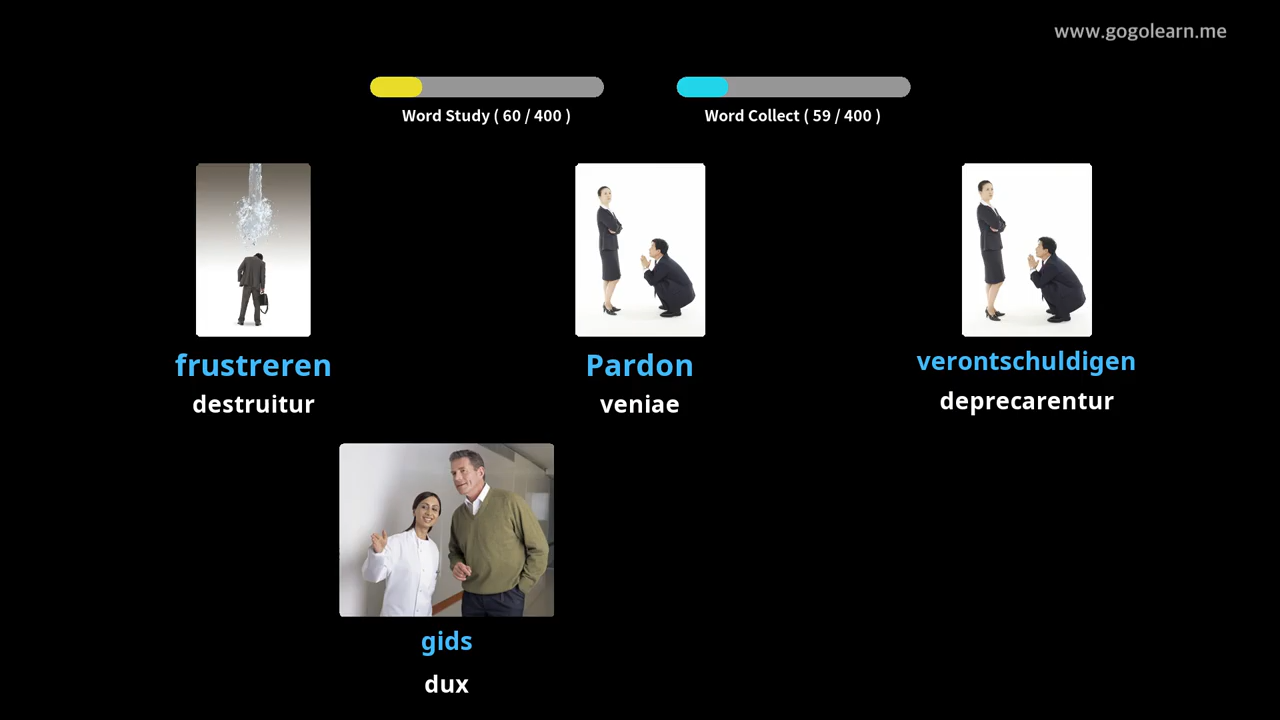 www.gogolearn.me
Word Study ( 60 / 400 )
Word Collect ( 59 / 400 )
frustreren
destruitur
Pardon
veniae
verontschuldigen
deprecarentur
gids
dux